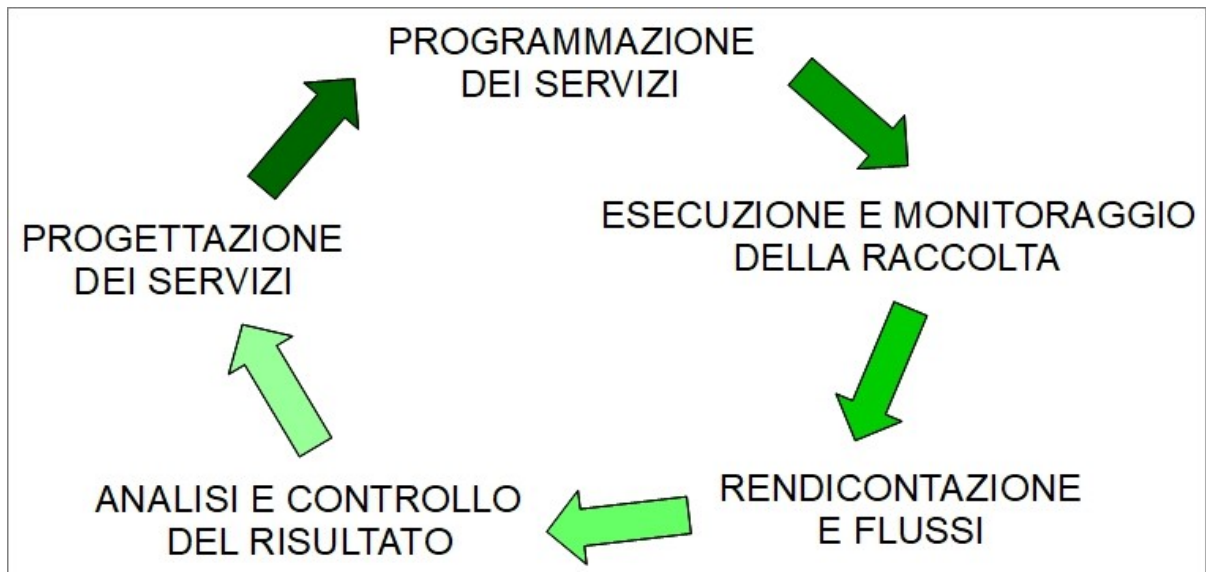 PROGRAMMAZIONE
DEI SERVIZI
ESECUZIONE E MONITORAGGIO
DELLA RACCOLTA
RENDICONTAZIONE
E FLUSSI
ANALISI E CONTROLLO
DEL RISULTATO
PROGETTAZIONE
DEI SERVIZI